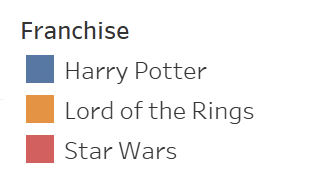 Franchise
Harry Potter
Lord of the Rings
Star Wars